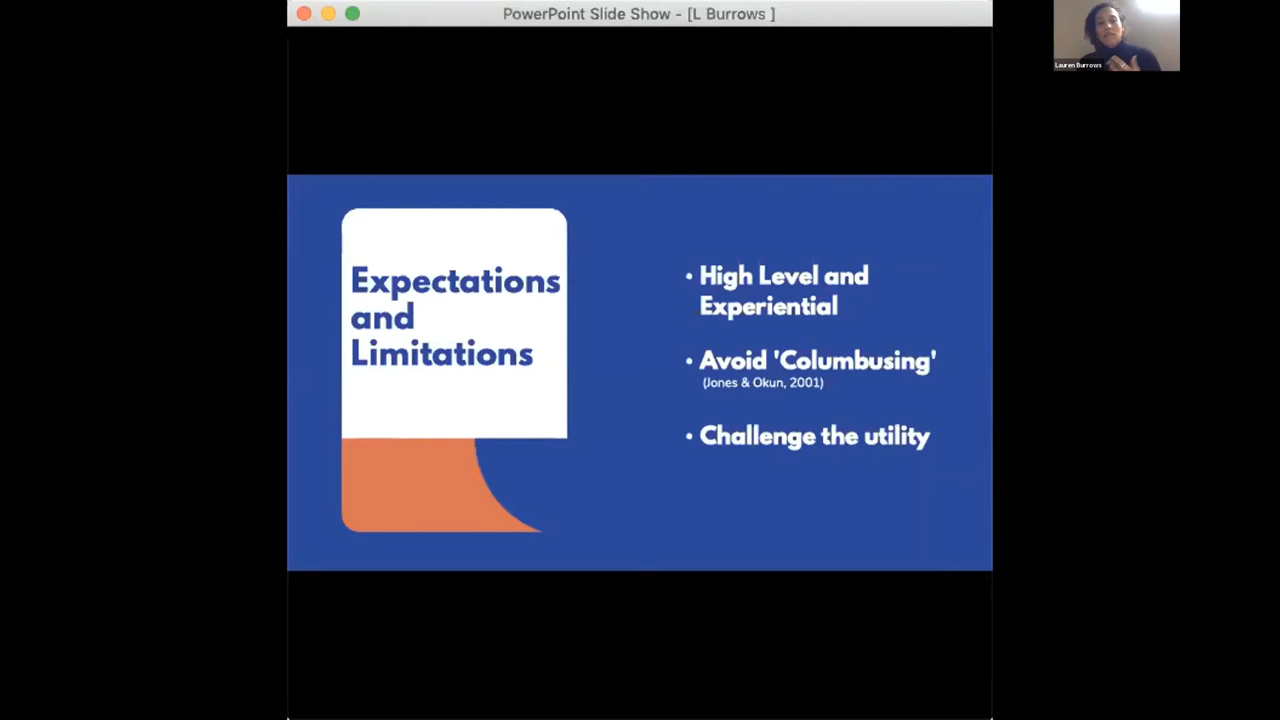 PowerPoint Slide Show - [L Burrows ]
Lauren Burrows
Expectations
and
Limitations
• High Level and
Experiential
• Avoid 'Columbusing'
(Jones & Okun, 2001)
• Challenge the utility